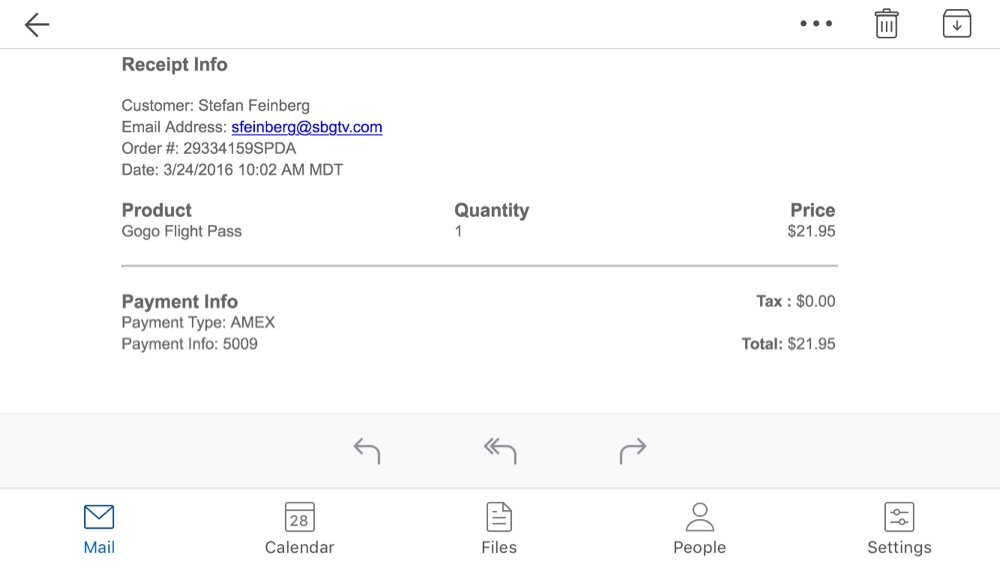 Receipt Info
Customer: Stefan Feinberg
Email Address: sfeinberg@sbgtv.com
Order #: 29334159SPDA
Date: 3/24/2016 10:02 AM MDT
Product Quantity Price
Gogo Flight Pass 1 $21.95
Payment Info Tax : $0.00
Payment Type: AMEX
Payment Info: 5009 Total: $21.95
28
Mail Calendar Files People Settings